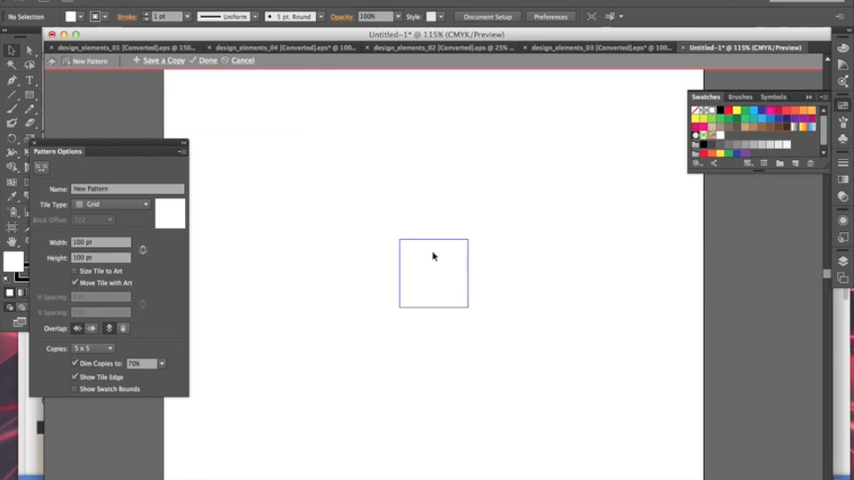 No Selection Stroke: 1 pt Uniform 5 pt. Round Opacity: 100% Style: Document Setup Preferences
Untitled-1* @ 115% (CMYK/Preview)
design_elements_01 [Converted].eps @ 150... design_elements_04 [Converted].eps* @ 100... design_elements_02 [Converted].eps @ 25% ... design_elements_03 [Converted].eps* @ 100... Untitled-1* @ 115% (CMYK/Preview)
New Pattern + Save a Copy Done Cancel
Swatches Brushes Symbols
Pattern Options
Name: New Pattern
Tile Type: Grid
Brick Offset: 1/2
Width: 100 pt
Height: 100 pt
Size Tile to Art
Move Tile with Art
H Spacing:
V Spacing:
Overlap:
Copies: 5 x 5
Dim Copies to: 70%
Show Tile Edge
Show Swatch Bounds